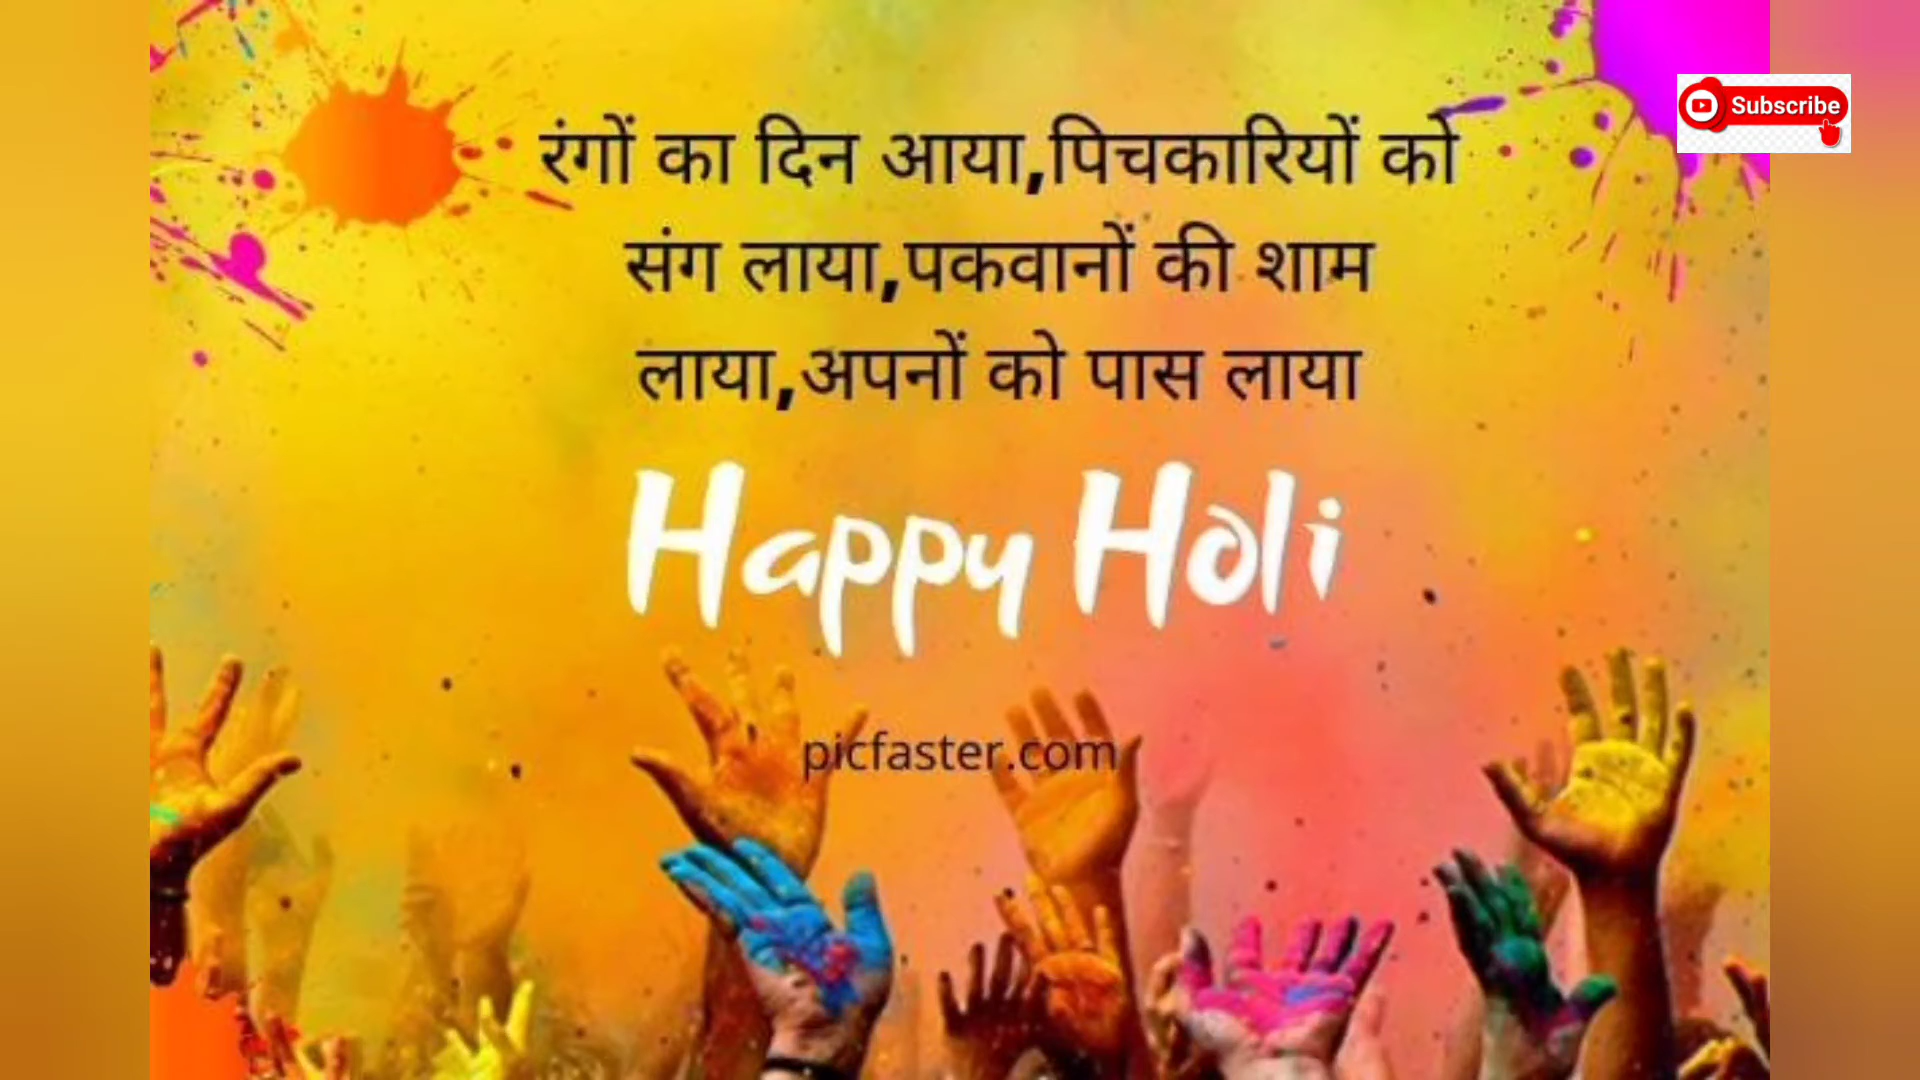 Subscribe
रंगों का दिन आया,पिचकारियों को
संग लाया,पकवानों की शाम
लाया,अपनों को पास लाया
Happy Holi
picfaster.com